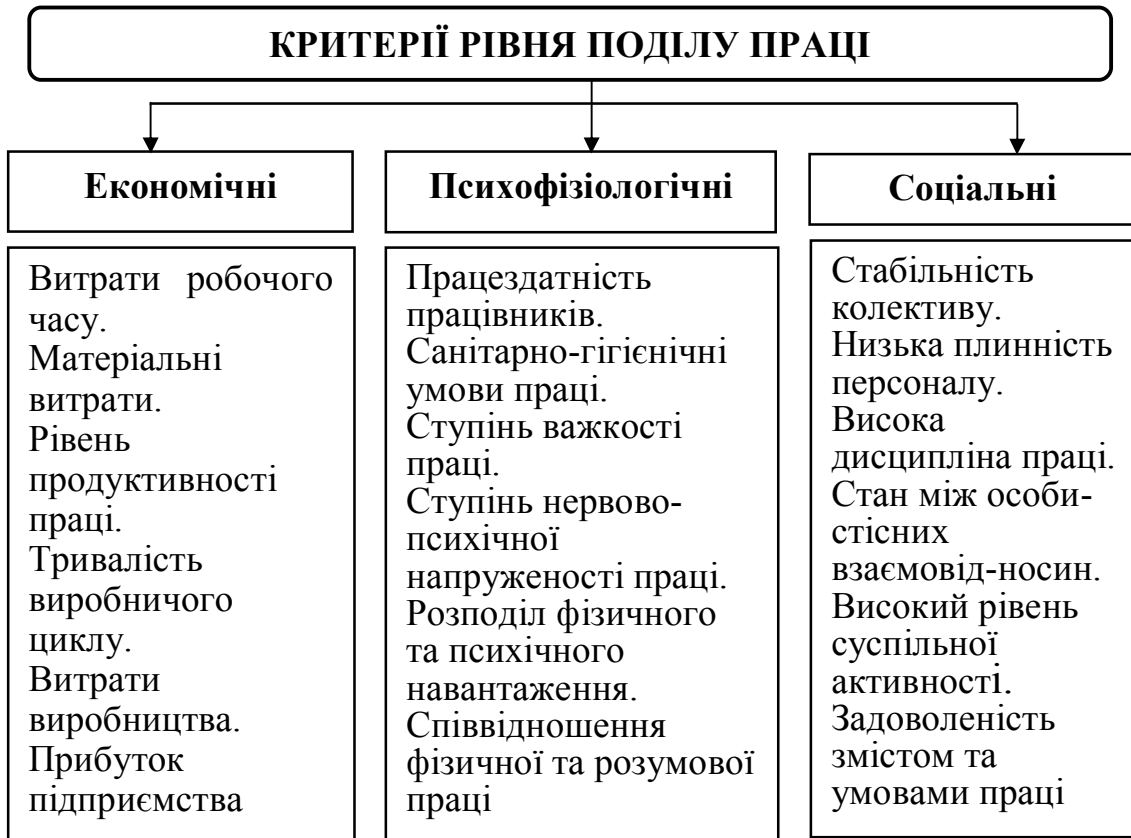 КРИТЕРІЇ РІВНЯ ПОДІЛУ ПРАЦІ
Економічні
Витрати робочого
часу.
Матеріальні
витрати.
Рівень
продуктивності
праці.
Тривалість
виробничого
циклу.
Витрати
виробництва.
Прибуток
підприємства
Психофізіологічні
Працездатність
працівників.
Санітарно-гігієнічні
умови праці.
Ступінь важкості
праці.
Ступінь нервово-
психічної
напруженості праці.
Розподіл фізичного
та психічного
навантаження.
Співвідношення
фізичної та розумової
праці
Соціальні
Стабільність
колективу.
Низька плинність
персоналу.
Висока
дисципліна праці.
Стан між особи-
стісних
взаємовід-носин.
Високий рівень
суспільної
активності.
Задоволеність
змістом та
умовами праці